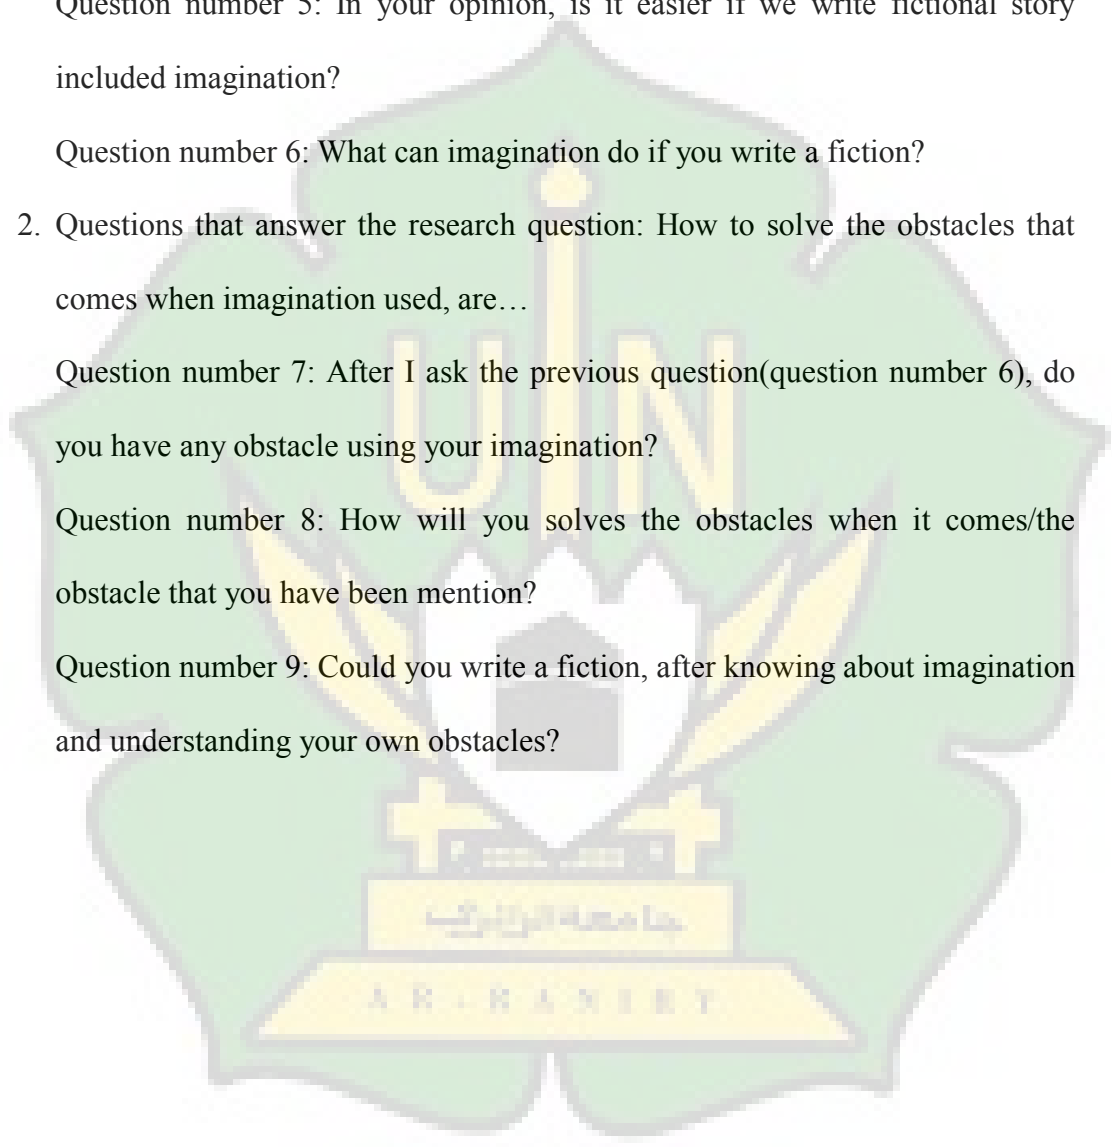 Question number 5: In your opinion, is it easier if we write fictional story
included imagination?
Question number 6: What can imagination do if you write a fiction?
2. Questions that answer the research question: How to solve the obstacles that
comes when imagination used, are…
Question number 7: After I ask the previous question(question number 6), do
you have any obstacle using your imagination?
Question number 8: How will you solves the obstacles when it comes/the
obstacle that you have been mention?
Question number 9: Could you write a fiction, after knowing about imagination
and understanding your own obstacles?
UIN
جامعة الرانيري
AR-RANIRY